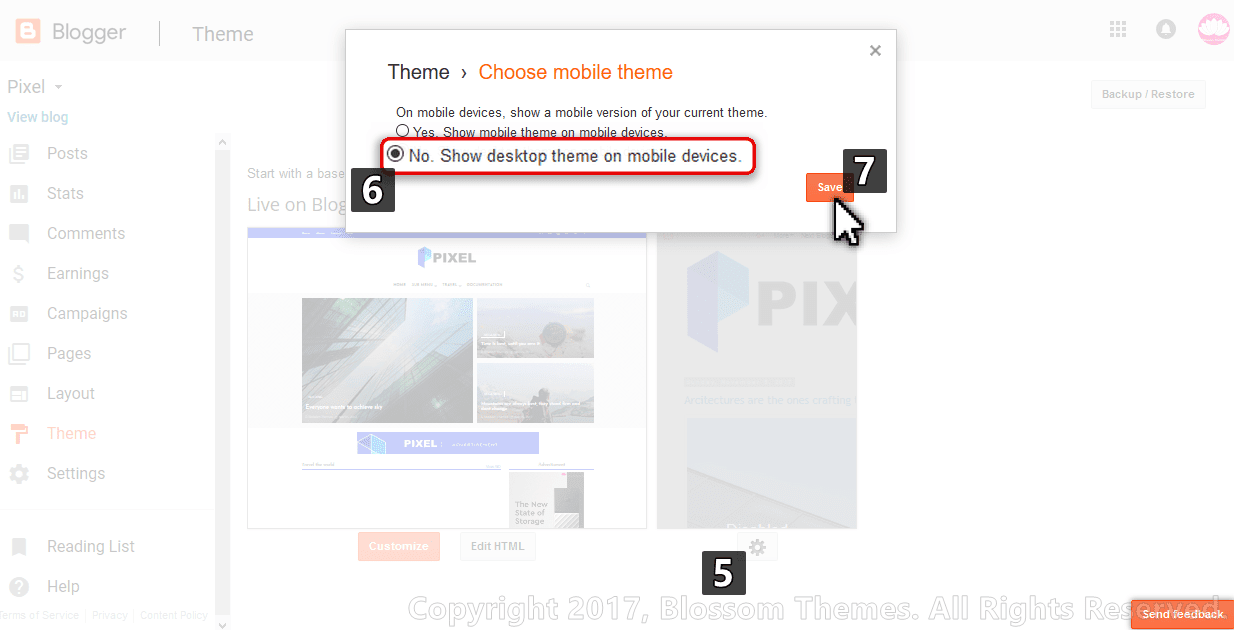 Blogger
Theme
Pixel
View blog
Posts
Stats
Comments
Earnings
Campaigns
Pages
Layout
Theme
Settings
Reading List
Help
Terms of Service
Privacy
Content Policy
Theme › Choose mobile theme
On mobile devices, show a mobile version of your current theme.
Yes. Show mobile theme on mobile devices.
No. Show desktop theme on mobile devices.
6
7
Save
Backup / Restore
Start with a base
Live on Blog
PIXEL
Everyone wants to achieve sky
PIXEL
The New
State of
Storage
PIX
Architectures are the ones crafting
Disabled
Customize
Edit HTML
5
Copyright 2017, Blossom Themes. All Rights Reserved.
Send feedback